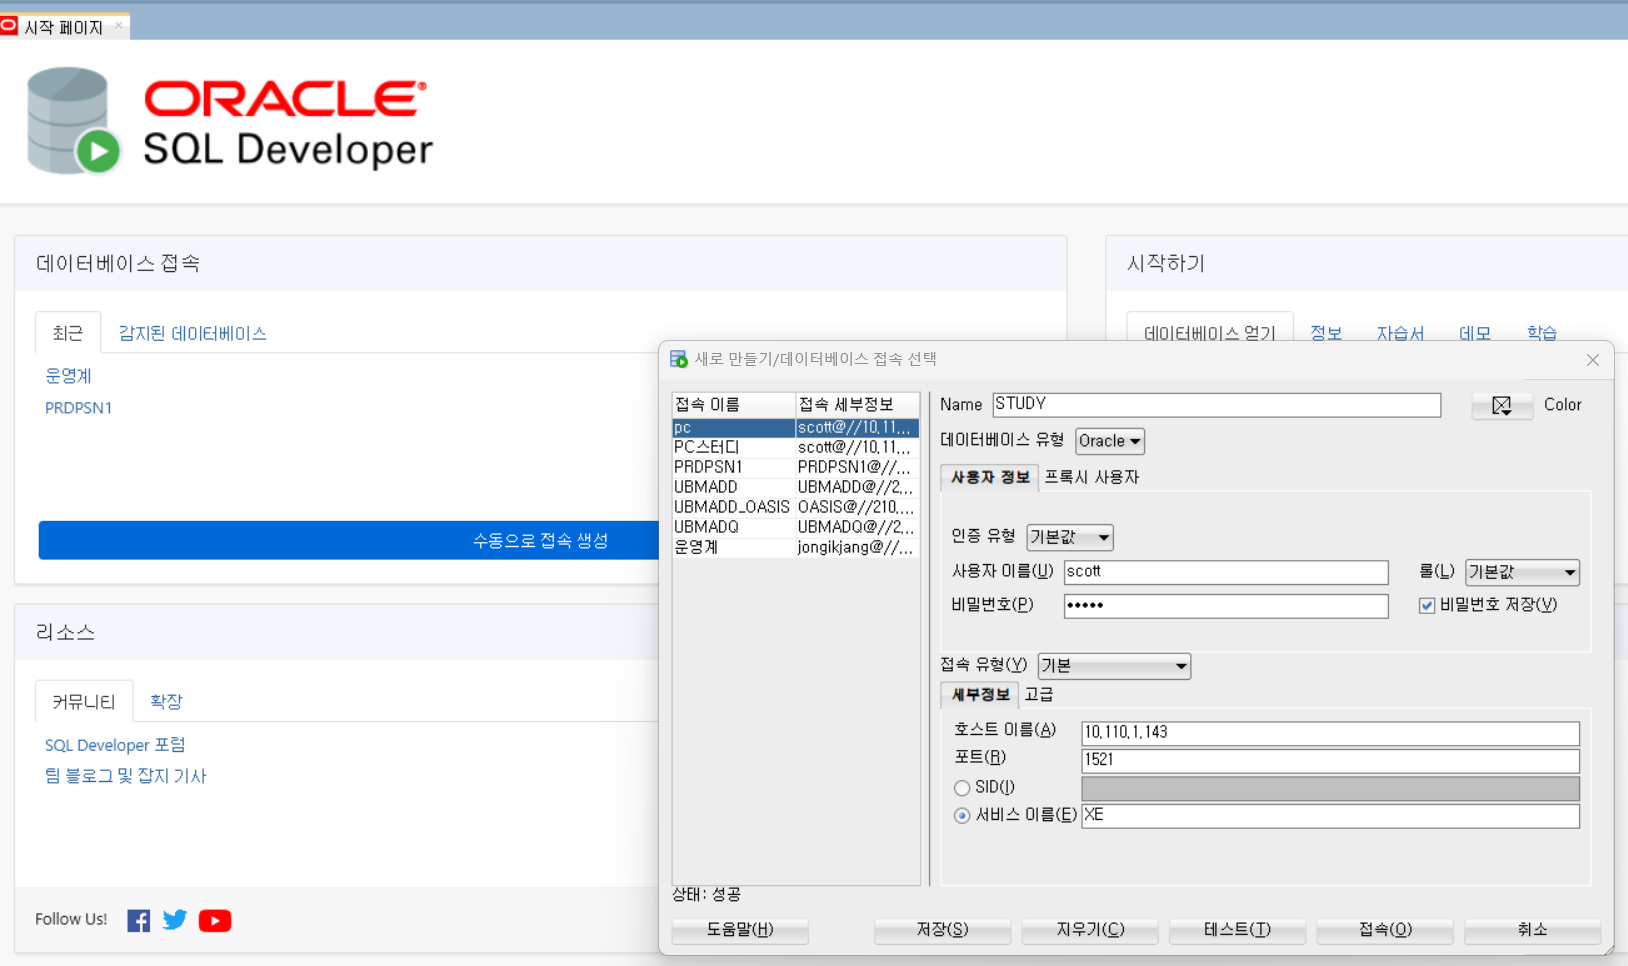 시작 페이지
ORACLE
SQL Developer
데이터베이스 접속
최근 감지된 데이터베이스
운영계
PRDPSN1
수동으로 접속 생성
리소스
커뮤니티 확장
SQL Developer 포럼
팀 블로그 및 잡지 기사
Follow Us!
시작하기
데이터베이스 얻기 정보 자습서 데모 학습
새로 만들기/데이터베이스 접속 선택
접속 이름 접속 세부정보
pc scott@//10,11...
PC스터디 scott@//10,11...
PRDPSN1 PRDPSN1@//...
UBMADD UBMADD@//2...
UBMADD_OASIS OASIS@//210,...
UBMADQ UBMADQ@//2...
운영계 jongikjang@//...
Name STUDY Color
데이터베이스 유형 Oracle
사용자 정보 프록시 사용자
인증 유형 기본값
사용자 이름(U) scott 롤(L) 기본값
비밀번호(P) ••••• 비밀번호 저장(V)
접속 유형(Y) 기본
세부정보 고급
호스트 이름(A) 10,110,1,143
포트(R) 1521
SID(I)
서비스 이름(E) XE
상태: 성공
도움말(H) 저장(S) 지우기(C) 테스트(T) 접속(O) 취소